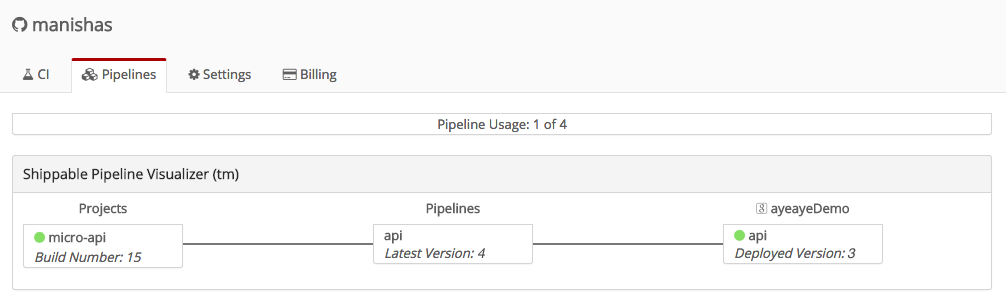 manishas
CI Pipelines Settings Billing
Pipeline Usage: 1 of 4
Shippable Pipeline Visualizer (tm)
Projects Pipelines ayeayeDemo
micro-api api api
Build Number: 15 Latest Version: 4 Deployed Version: 3